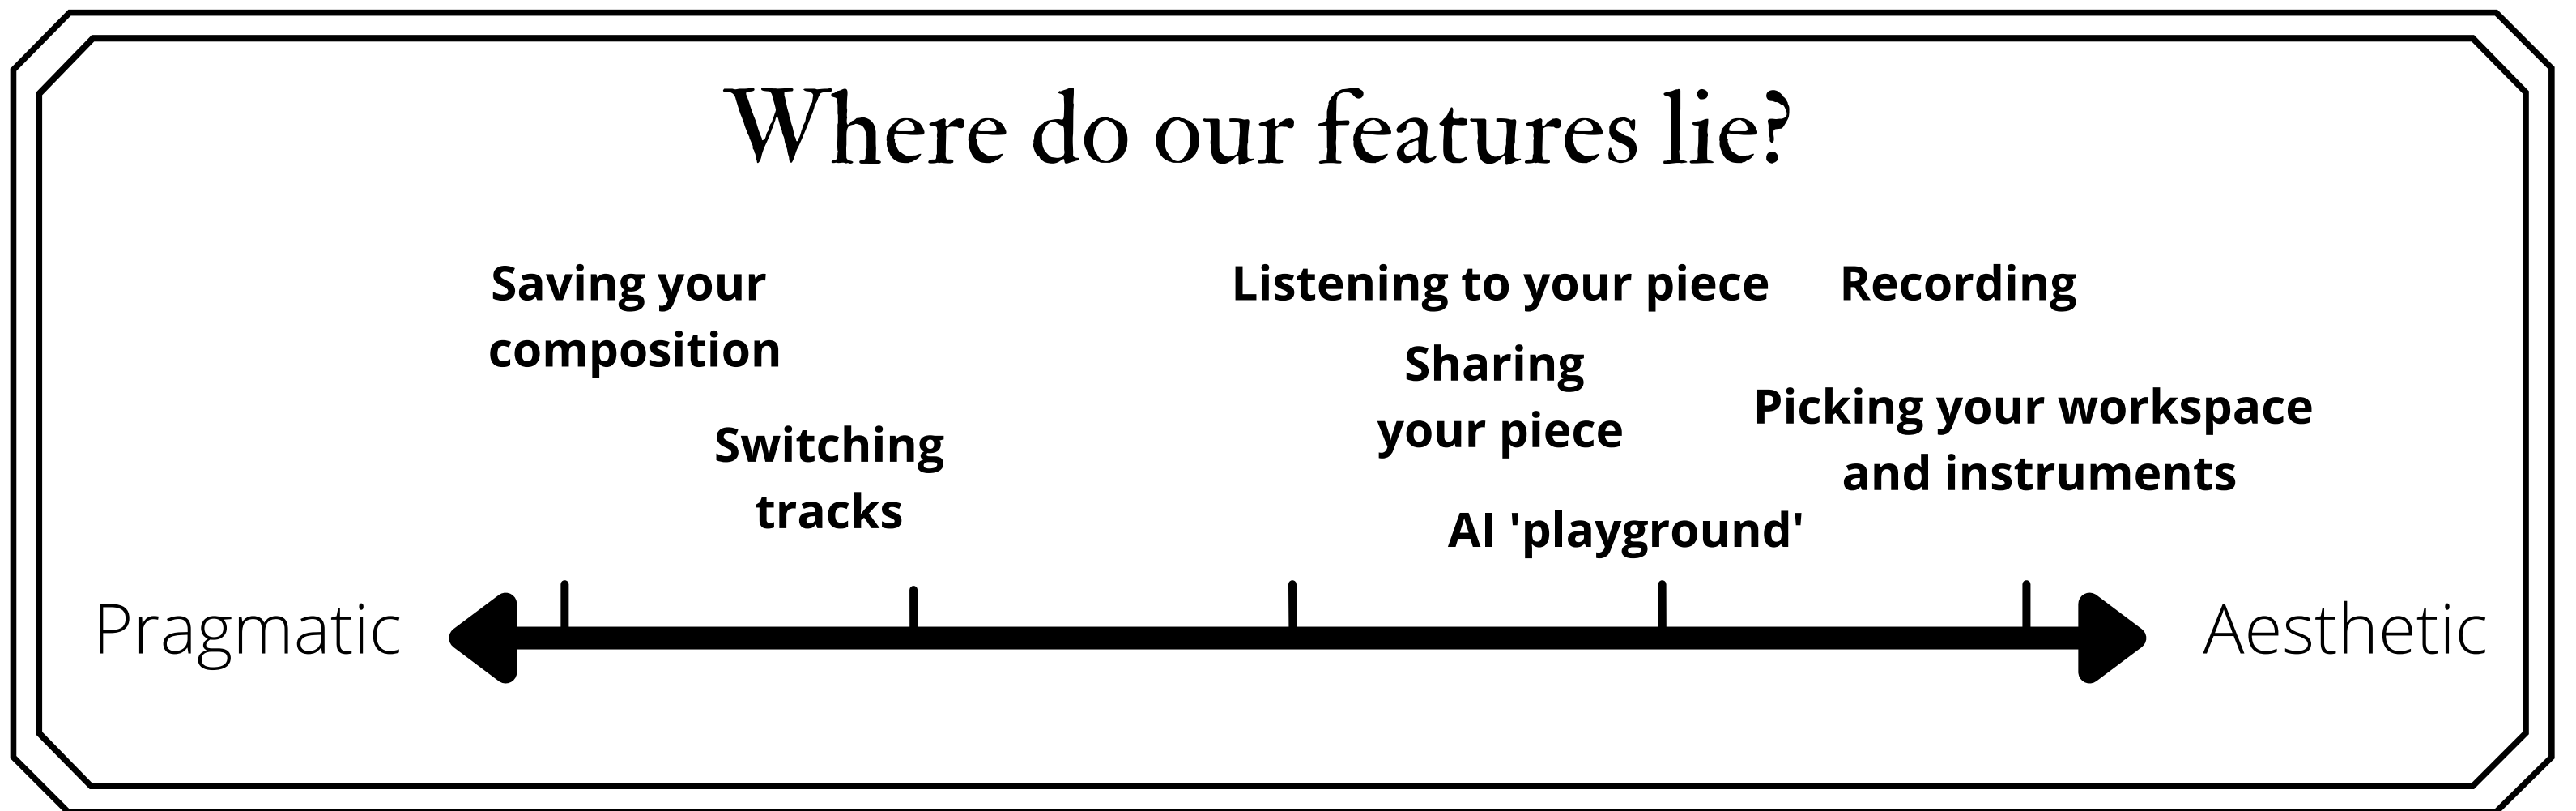 Where do our features lie?
Saving your
composition
Switching
tracks
Listening to your piece
Sharing
your piece
AI 'playground'
Recording
Picking your workspace
and instruments
Pragmatic
Aesthetic